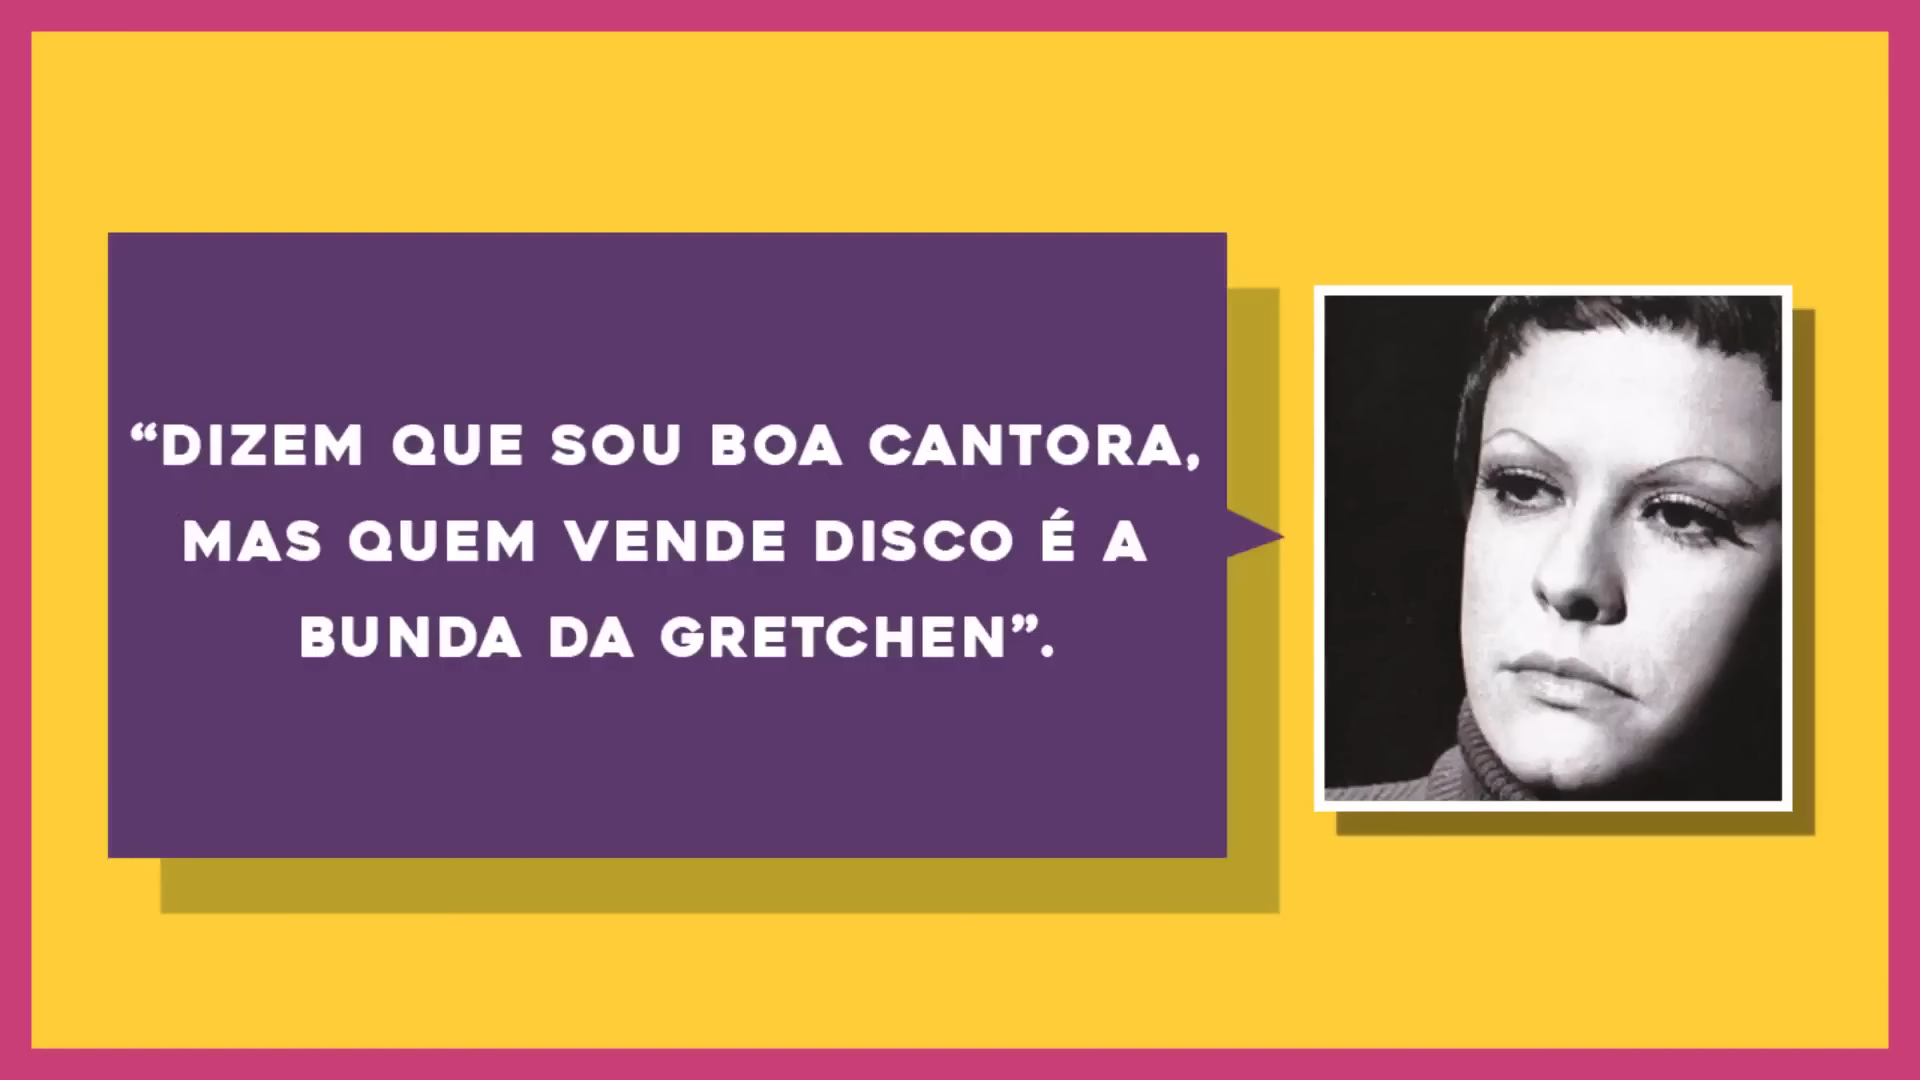 “DIZEM QUE SOU BOA CANTORA,
MAS QUEM VENDE DISCO É A
BUNDA DA GRETCHEN”.